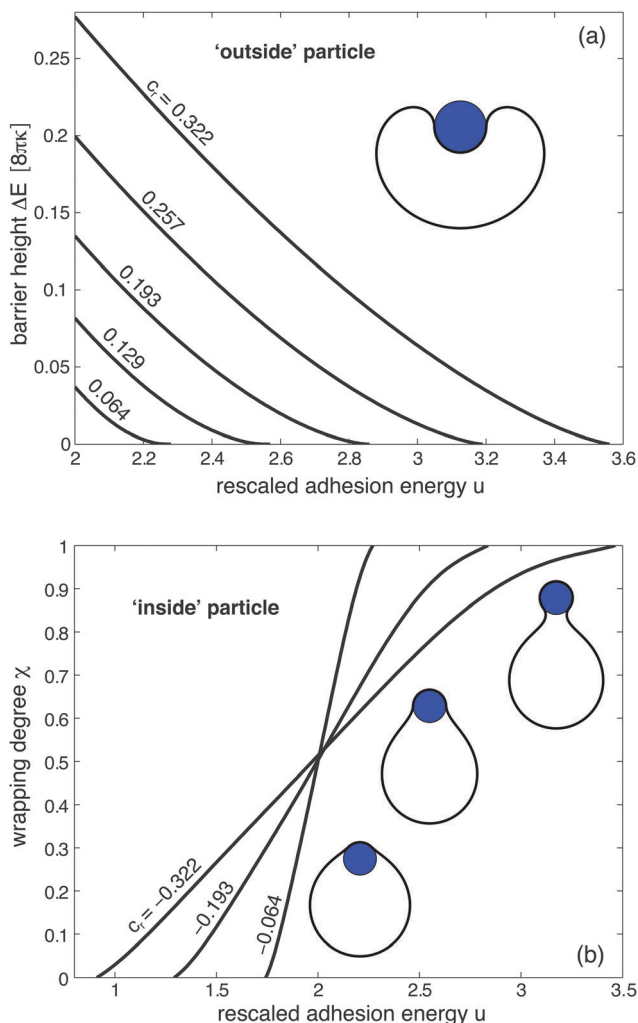 (a)
'outside' particle
barrier height ΔE [8πκ]
0.25
0.2
0.15
0.1
0.05
0
c_r = 0.322
0.257
0.193
0.129
0.064
2 2.2 2.4 2.6 2.8 3 3.2 3.4 3.6
rescaled adhesion energy u
'inside' particle
wrapping degree χ
1
0.9
0.8
0.7
0.6
0.5
0.4
0.3
0.2
0.1
0
c_r = −0.322
−0.193
−0.064
(b)
1 1.5 2 2.5 3 3.5
rescaled adhesion energy u